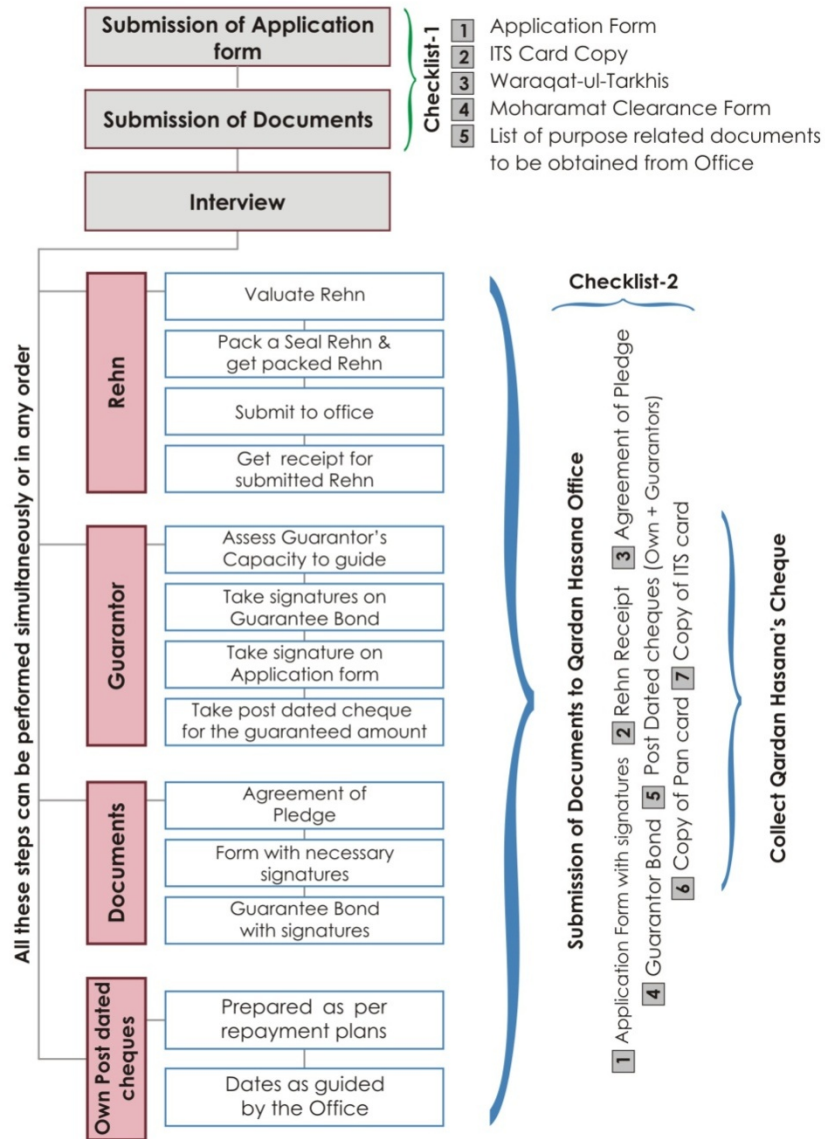 Submission of Application
form
Submission of Documents
Interview
Checklist-1
1 Application Form
2 ITS Card Copy
3 Waraqat-ul-Tarkhis
4 Moharamat Clearance Form
5 List of purpose related documents
to be obtained from Office
All these steps can be performed simultaneously or in any order
Rehn
Valuate Rehn
Pack a Seal Rehn &
get packed Rehn
Submit to office
Get receipt for
submitted Rehn
Guarantor
Assess Guarantor's
Capacity to guide
Take signatures on
Guarantee Bond
Take signature on
Application form
Take post dated cheque
for the guaranteed amount
Documents
Agreement of
Pledge
Form with necessary
signatures
Guarantee Bond
with signatures
Own Post dated
cheques
Prepared as per
repayment plans
Dates as guided
by the Office
Submission of Documents to Qardan Hasana Office
Checklist-2
1 Application Form with signatures 2 Rehn Receipt 3 Agreement of Pledge
4 Guarantor Bond 5 Post Dated cheques (Own + Guarantors)
6 Copy of Pan card 7 Copy of ITS card
Collect Qardan Hasana's Cheque